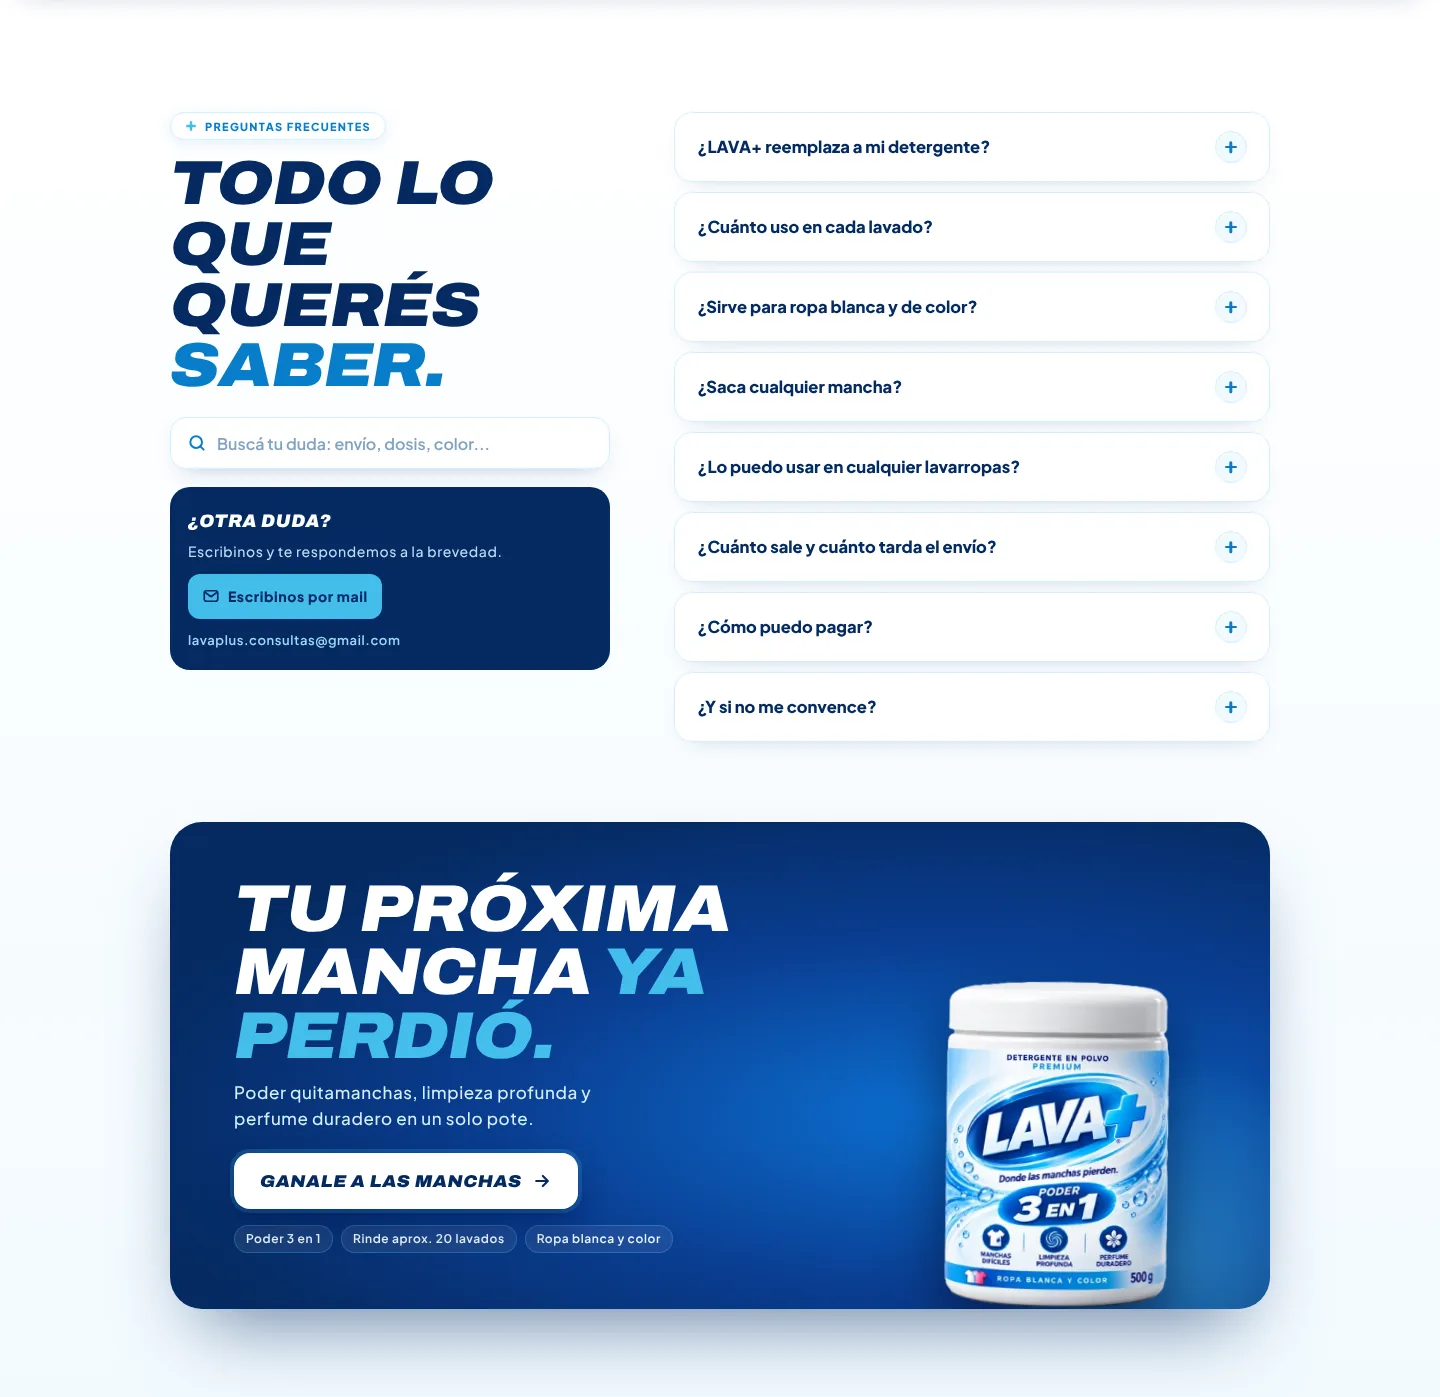 PREGUNTAS FRECUENTES
TODO LO
QUE
QUERÉS
SABER.
Buscá tu duda: envío, dosis, color...
¿OTRA DUDA?
Escribinos y te respondemos a la brevedad.
Escribinos por mail
lavaplus.consultas@gmail.com
¿LAVA+ reemplaza a mi detergente?
¿Cuánto uso en cada lavado?
¿Sirve para ropa blanca y de color?
¿Saca cualquier mancha?
¿Lo puedo usar en cualquier lavarropas?
¿Cuánto sale y cuánto tarda el envío?
¿Cómo puedo pagar?
¿Y si no me convence?
TU PRÓXIMA
MANCHA YA
PERDIÓ.
Poder quitamanchas, limpieza profunda y
perfume duradero en un solo pote.
GANALE A LAS MANCHAS
Poder 3 en 1
Rinde aprox. 20 lavados
Ropa blanca y color
DETERGENTE EN POLVO
PREMIUM
LAVA+
Donde las manchas pierden.
PODER
3 EN 1
MANCHAS DIFÍCILES
LIMPIEZA PROFUNDA
PERFUME DURADERO
ROPA BLANCA Y COLOR
500 g